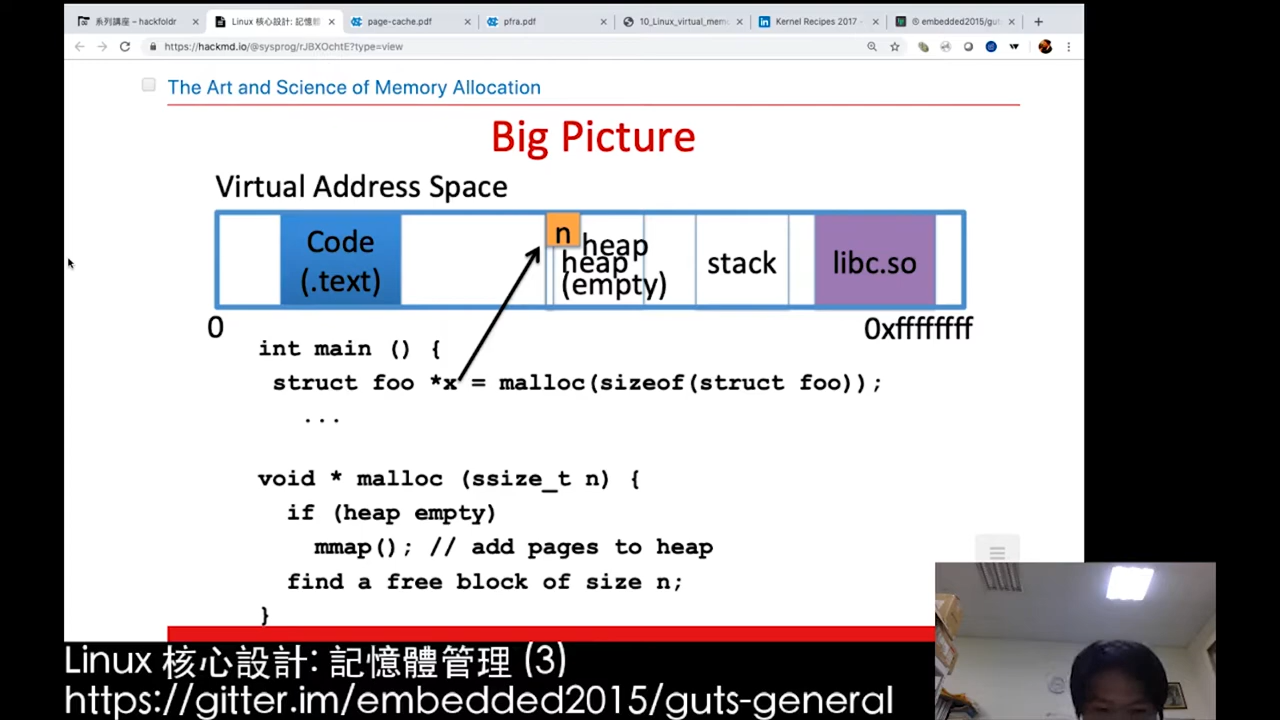 系列講座 – hackfoldr
Linux 核心設計: 記憶體
page-cache.pdf
pfra.pdf
10_Linux_virtual_mem
Kernel Recipes 2017 -
embedded2015/guts-
https://hackmd.io/@sysprog/rJBXOchtE?type=view
The Art and Science of Memory Allocation
Big Picture
Virtual Address Space
Code
(.text)
n
heap
heap
(empty)
stack
libc.so
0
0xffffffff
int main () {
struct foo *x = malloc(sizeof(struct foo));
...
void * malloc (ssize_t n) {
if (heap empty)
mmap(); // add pages to heap
find a free block of size n;
}
Linux 核心設計: 記憶體管理 (3)
https://gitter.im/embedded2015/guts-general